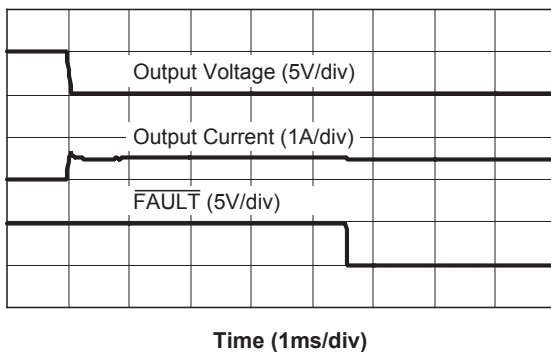 Output Voltage (5V/div)
Output Current (1A/div)
FAULT (5V/div)
Time (1ms/div)